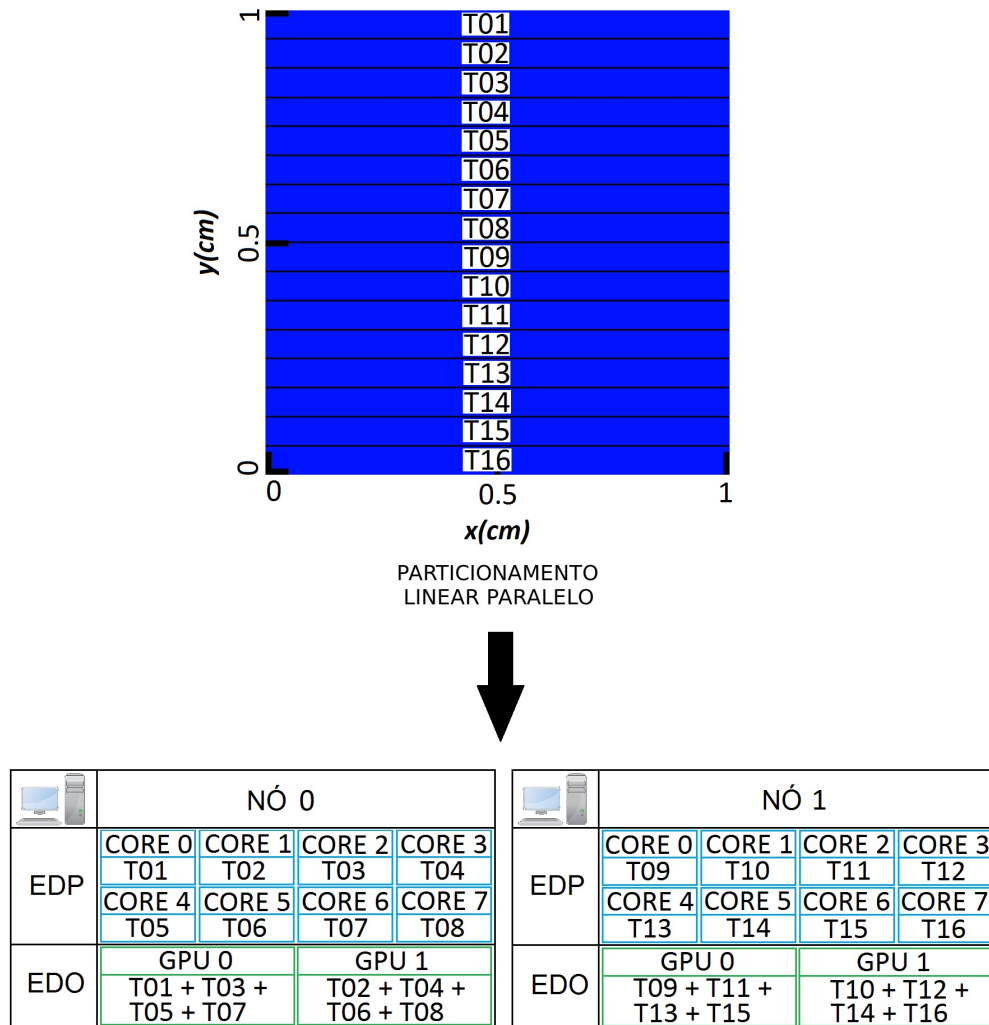 1
T01
T02
T03
T04
T05
T06
T07
T08
0.5
y(cm)
T09
T10
T11
T12
T13
T14
T15
T16
0
0 0.5 1
x(cm)
PARTICIONAMENTO
LINEAR PARALELO
NÓ 0
EDP
CORE 0 CORE 1 CORE 2 CORE 3
T01 T02 T03 T04
CORE 4 CORE 5 CORE 6 CORE 7
T05 T06 T07 T08
EDO
GPU 0 GPU 1
T01 + T03 + T02 + T04 +
T05 + T07 T06 + T08
NÓ 1
EDP
CORE 0 CORE 1 CORE 2 CORE 3
T09 T10 T11 T12
CORE 4 CORE 5 CORE 6 CORE 7
T13 T14 T15 T16
EDO
GPU 0 GPU 1
T09 + T11 + T10 + T12 +
T13 + T15 T14 + T16